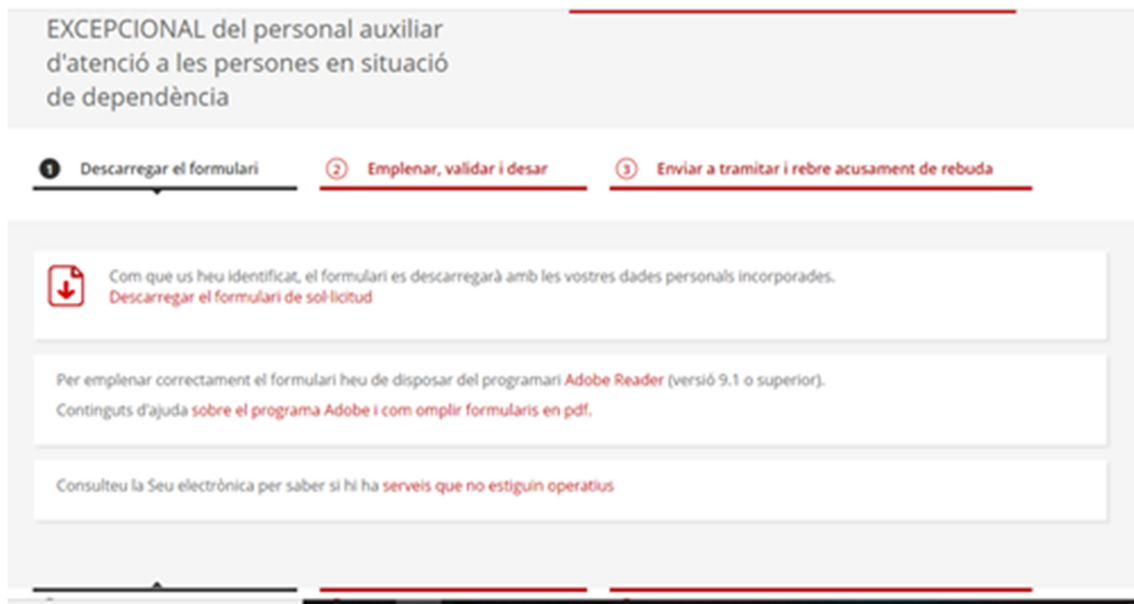 EXCEPCIONAL del personal auxiliar
d'atenció a les persones en situació
de dependència
1 Descarregar el formulari
2 Emplenar, validar i desar
3 Enviar a tramitar i rebre acusament de rebuda
Com que us heu identificat, el formulari es descarregarà amb les vostres dades personals incorporades.
Descarregar el formulari de sol·licitud
Per emplenar correctament el formulari heu de disposar del programari Adobe Reader (versió 9.1 o superior).
Continguts d'ajuda sobre el programa Adobe i com omplir formularis en pdf.
Consulteu la Seu electrònica per saber si hi ha serveis que no estiguin operatius